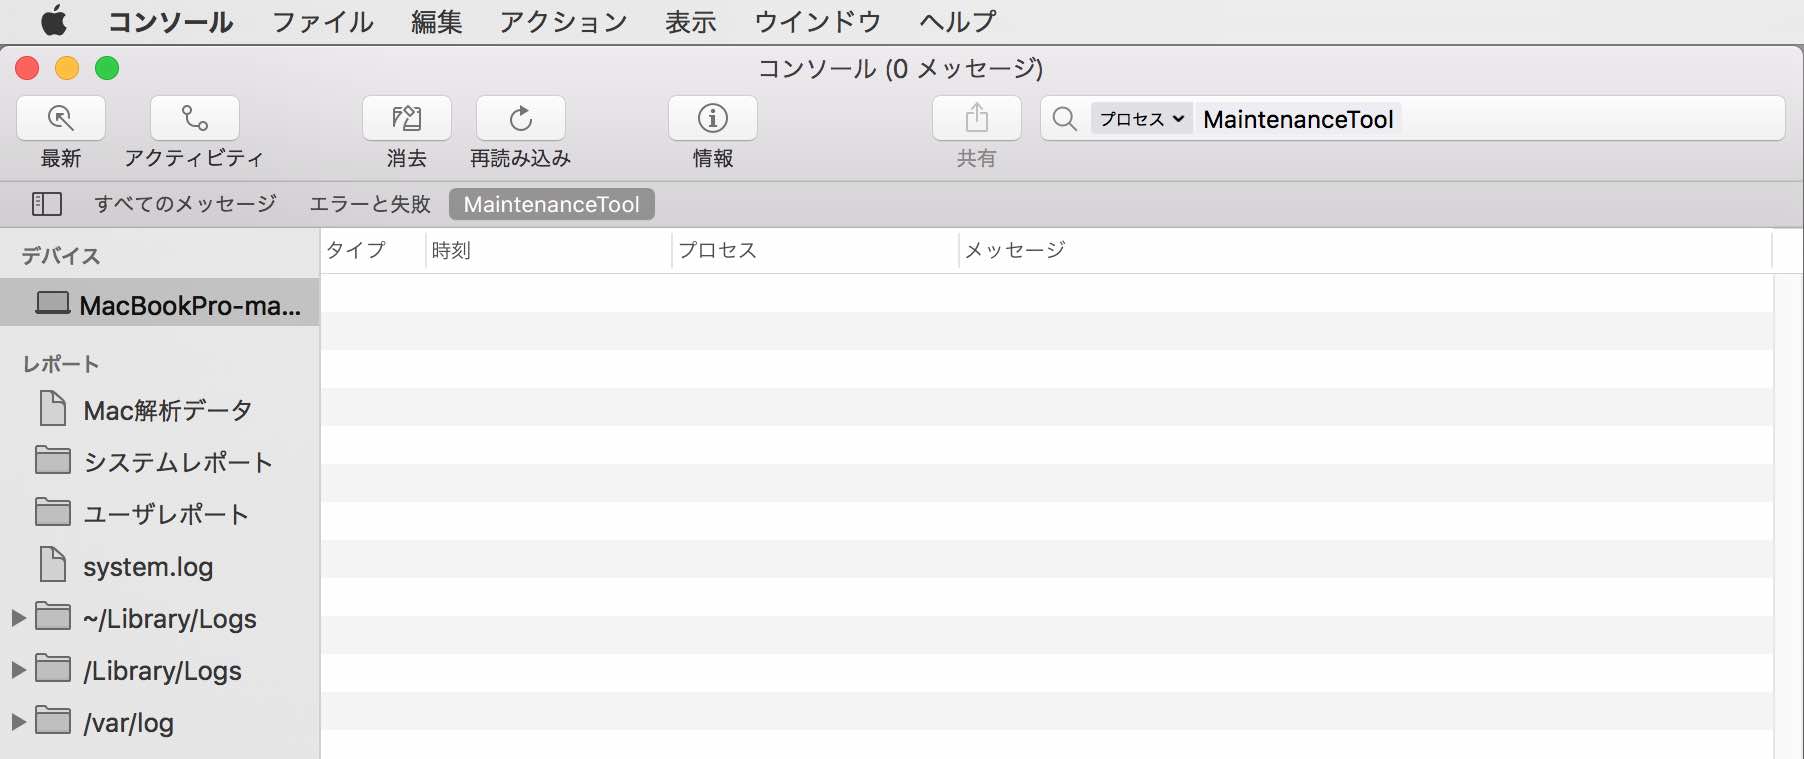 コンソール ファイル 編集 アクション 表示 ウインドウ ヘルプ
コンソール (0 メッセージ)
プロセス MaintenanceTool
最新 アクティビティ 消去 再読み込み 情報 共有
すべてのメッセージ エラーと失敗 MaintenanceTool
デバイス
タイプ 時刻 プロセス メッセージ
MacBookPro-ma...
レポート
Mac解析データ
システムレポート
ユーザレポート
system.log
~/Library/Logs
/Library/Logs
/var/log